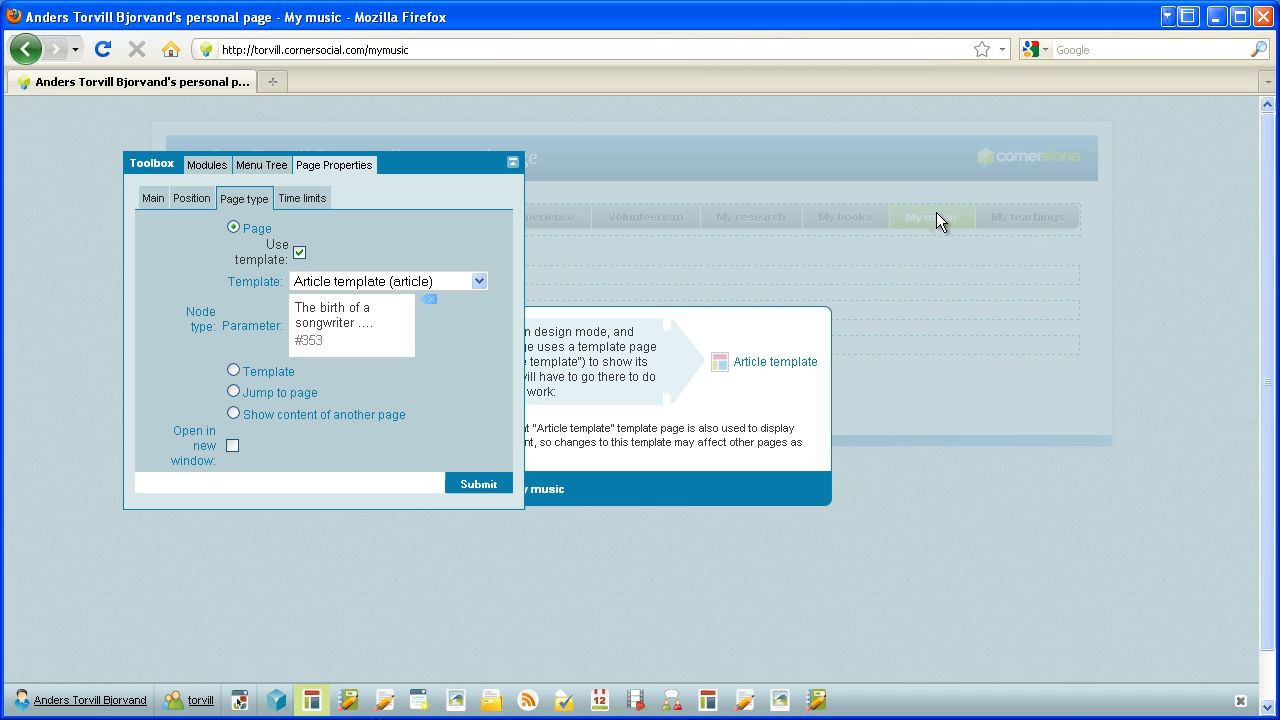 Anders Torvill Bjorvand's personal page - My music - Mozilla Firefox
http://torvill.cornersonal.com/mymusic
Google
Anders Torvill Bjorvand's personal p...
cornerstone
Toolbox Modules Menu Tree Page Properties
Main Position Page type Time limits
Volunteerism My research My books My teachings
Page
Use
template:
Template: Article template (article)
Node
type:
Parameter:
The birth of a
songwriter ....
#353
Template
Jump to page
Show content of another page
Open in
new
window:
Submit
n design mode, and
ge uses a template page
e template") to show its
will have to go there to do
work:
Article template
t "Article template" template page is also used to display
nt, so changes to this template may affect other pages as
y music
Anders Torvill Bjorvand torvill
12